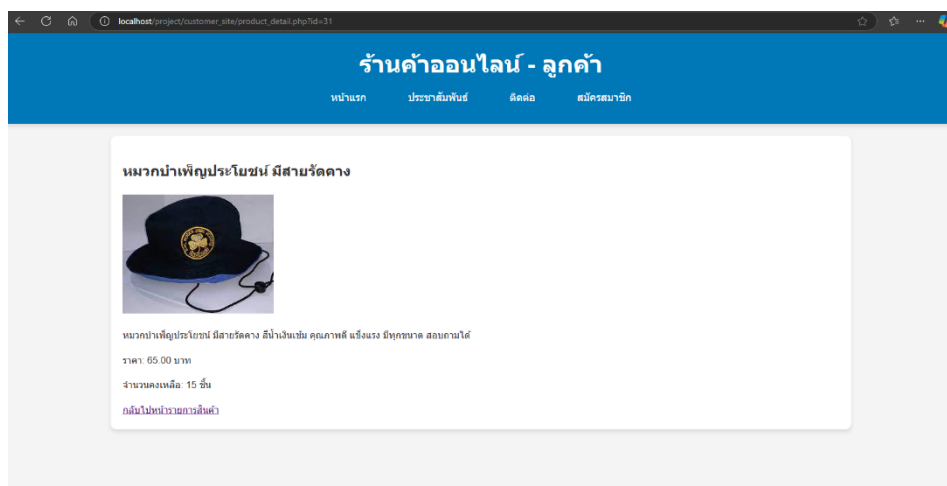 localhost/project/customer_site/product_detail.php?id=31
ร้านค้าออนไลน์ - ลูกค้า
หน้าแรก ประชาสัมพันธ์ ติดต่อ สมัครสมาชิก
หมวกบำเพ็ญประโยชน์ มีสายรัดคาง
หมวกบำเพ็ญประโยชน์ มีสายรัดคาง สีน้ำเงินเข้ม คุณภาพดี แข็งแรง มีทุกขนาด สอบถามได้
ราคา: 65.00 บาท
จำนวนคงเหลือ: 15 ชิ้น
กลับไปหน้ารายการสินค้า